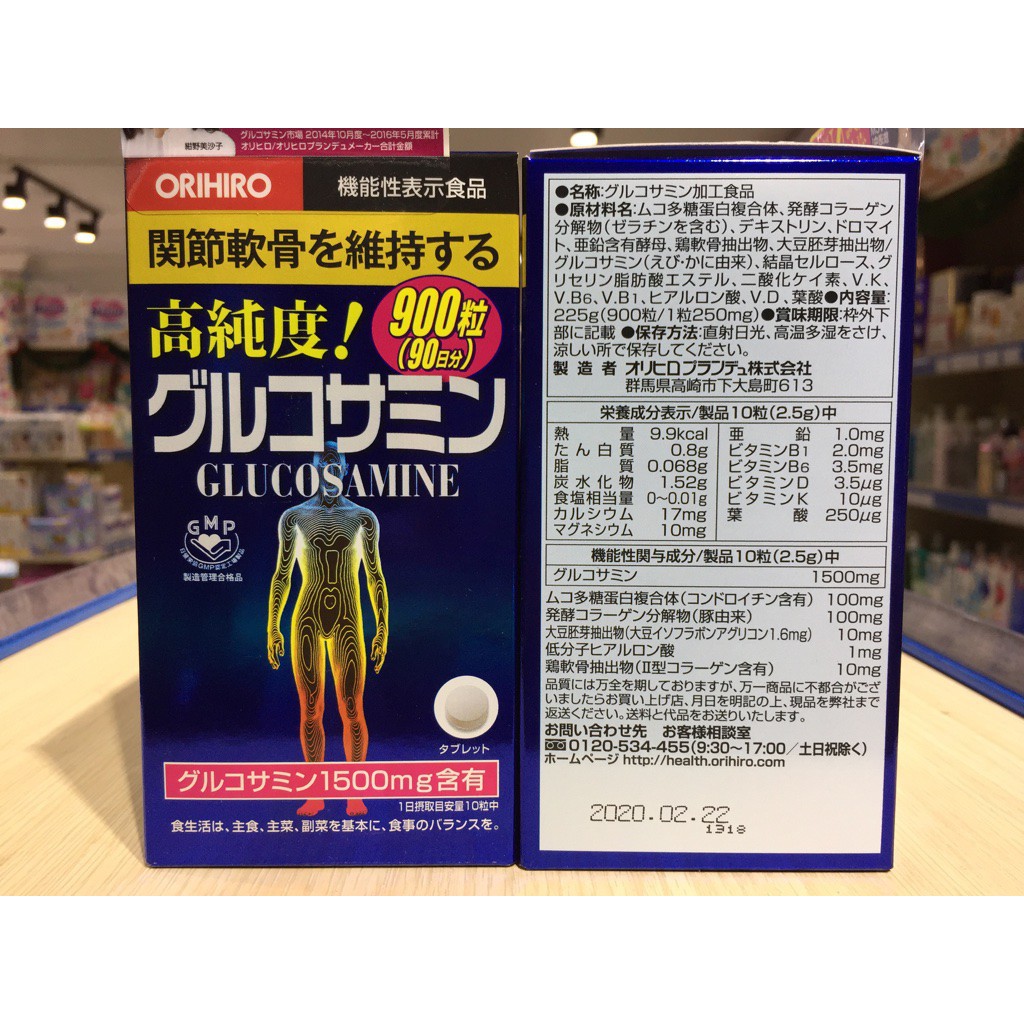 紺野美沙子
グルコサミン市場 2014年10月度～2016年5月度累計
オリヒロ/オリヒロプランデュメーカー合計金額
ORIHIRO
機能性表示食品
関節軟骨を維持する
高純度!
900粒
(90日分)
グルコサミン
GLUCOSAMINE
GMP
製造管理合格品
タブレット
グルコサミン1500mg含有
1日摂取目安量10粒中
食生活は、主食、主菜、副菜を基本に、食事のバランスを。
●名称:グルコサミン加工食品
●原材料名:ムコ多糖蛋白複合体、発酵コラーゲン
分解物(ゼラチンを含む)、デキストリン、ドロマイ
ト、亜鉛含有酵母、鶏軟骨抽出物、大豆胚芽抽出物/
グルコサミン(えび・かに由来)、結晶セルロース、グ
リセリン脂肪酸エステル、二酸化ケイ素、V.K、
V.B6、V.B1、ヒアルロン酸、V.D、葉酸●内容量:
225g(900粒/1粒250mg)●賞味期限:枠外下
部に記載 ●保存方法:直射日光、高温多湿をさけ、
涼しい所で保存してください。
製造者 オリヒロプランデュ株式会社
群馬県高崎市下大島町613
栄養成分表示/製品10粒(2.5g)中
熱量 9.9kcal
たん白質 0.8g
脂質 0.068g
炭水化物 1.52g
食塩相当量 0～0.01g
カルシウム 17mg
マグネシウム 10mg
亜鉛 1.0mg
ビタミンB1 2.0mg
ビタミンB6 3.5mg
ビタミンD 3.5μg
ビタミンK 10μg
葉酸 250μg
機能性関与成分/製品10粒(2.5g)中
グルコサミン 1500mg
ムコ多糖蛋白複合体(コンドロイチン含有) 100mg
発酵コラーゲン分解物(豚由来) 100mg
大豆胚芽抽出物(大豆イソフラボンアグリコン1.6mg) 10mg
低分子ヒアルロン酸 1mg
鶏軟骨抽出物(II型コラーゲン含有) 10mg
品質には万全を期しておりますが、万一商品に不都合がござ
いましたらお買い上げ店、月日を明記の上、現品を弊社まで
返送ください。送料と代品をお送りいたします。
お問い合わせ先 お客様相談室
0120-534-455(9:30～17:00/土日祝除く)
ホームページ http://health.orihiro.com
2020.02.22
1318